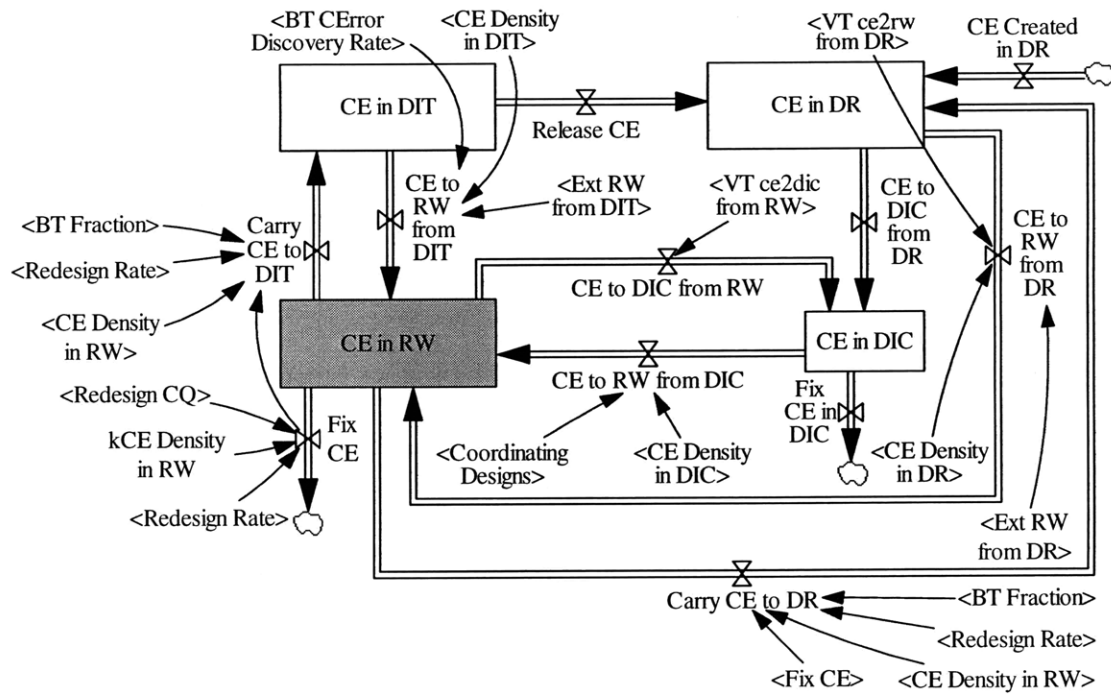 <BT CError
Discovery Rate>
<CE Density
in DIT>
<VT ce2rw
from DR>
CE Created
in DR
CE in DIT
CE in DR
Release CE
CE to
RW
from
DIT
<Ext RW
from DIT>
<VT ce2dic
from RW>
CE to
DIC
from
DR
CE to
RW
from
DR
<BT Fraction>
Carry
CE to
DIT
<Redesign Rate>
<CE Density
in RW>
CE to DIC from RW
CE in RW
CE in DIC
CE to RW from DIC
Fix
CE in
DIC
<Redesign CQ>
kCE Density
in RW
Fix
CE
<Redesign Rate>
<Coordinating
Designs>
<CE Density
in DIC>
<CE Density
in DR>
<Ext RW
from DR>
Carry CE to DR
<BT Fraction>
<Redesign Rate>
<Fix CE>
<CE Density in RW>